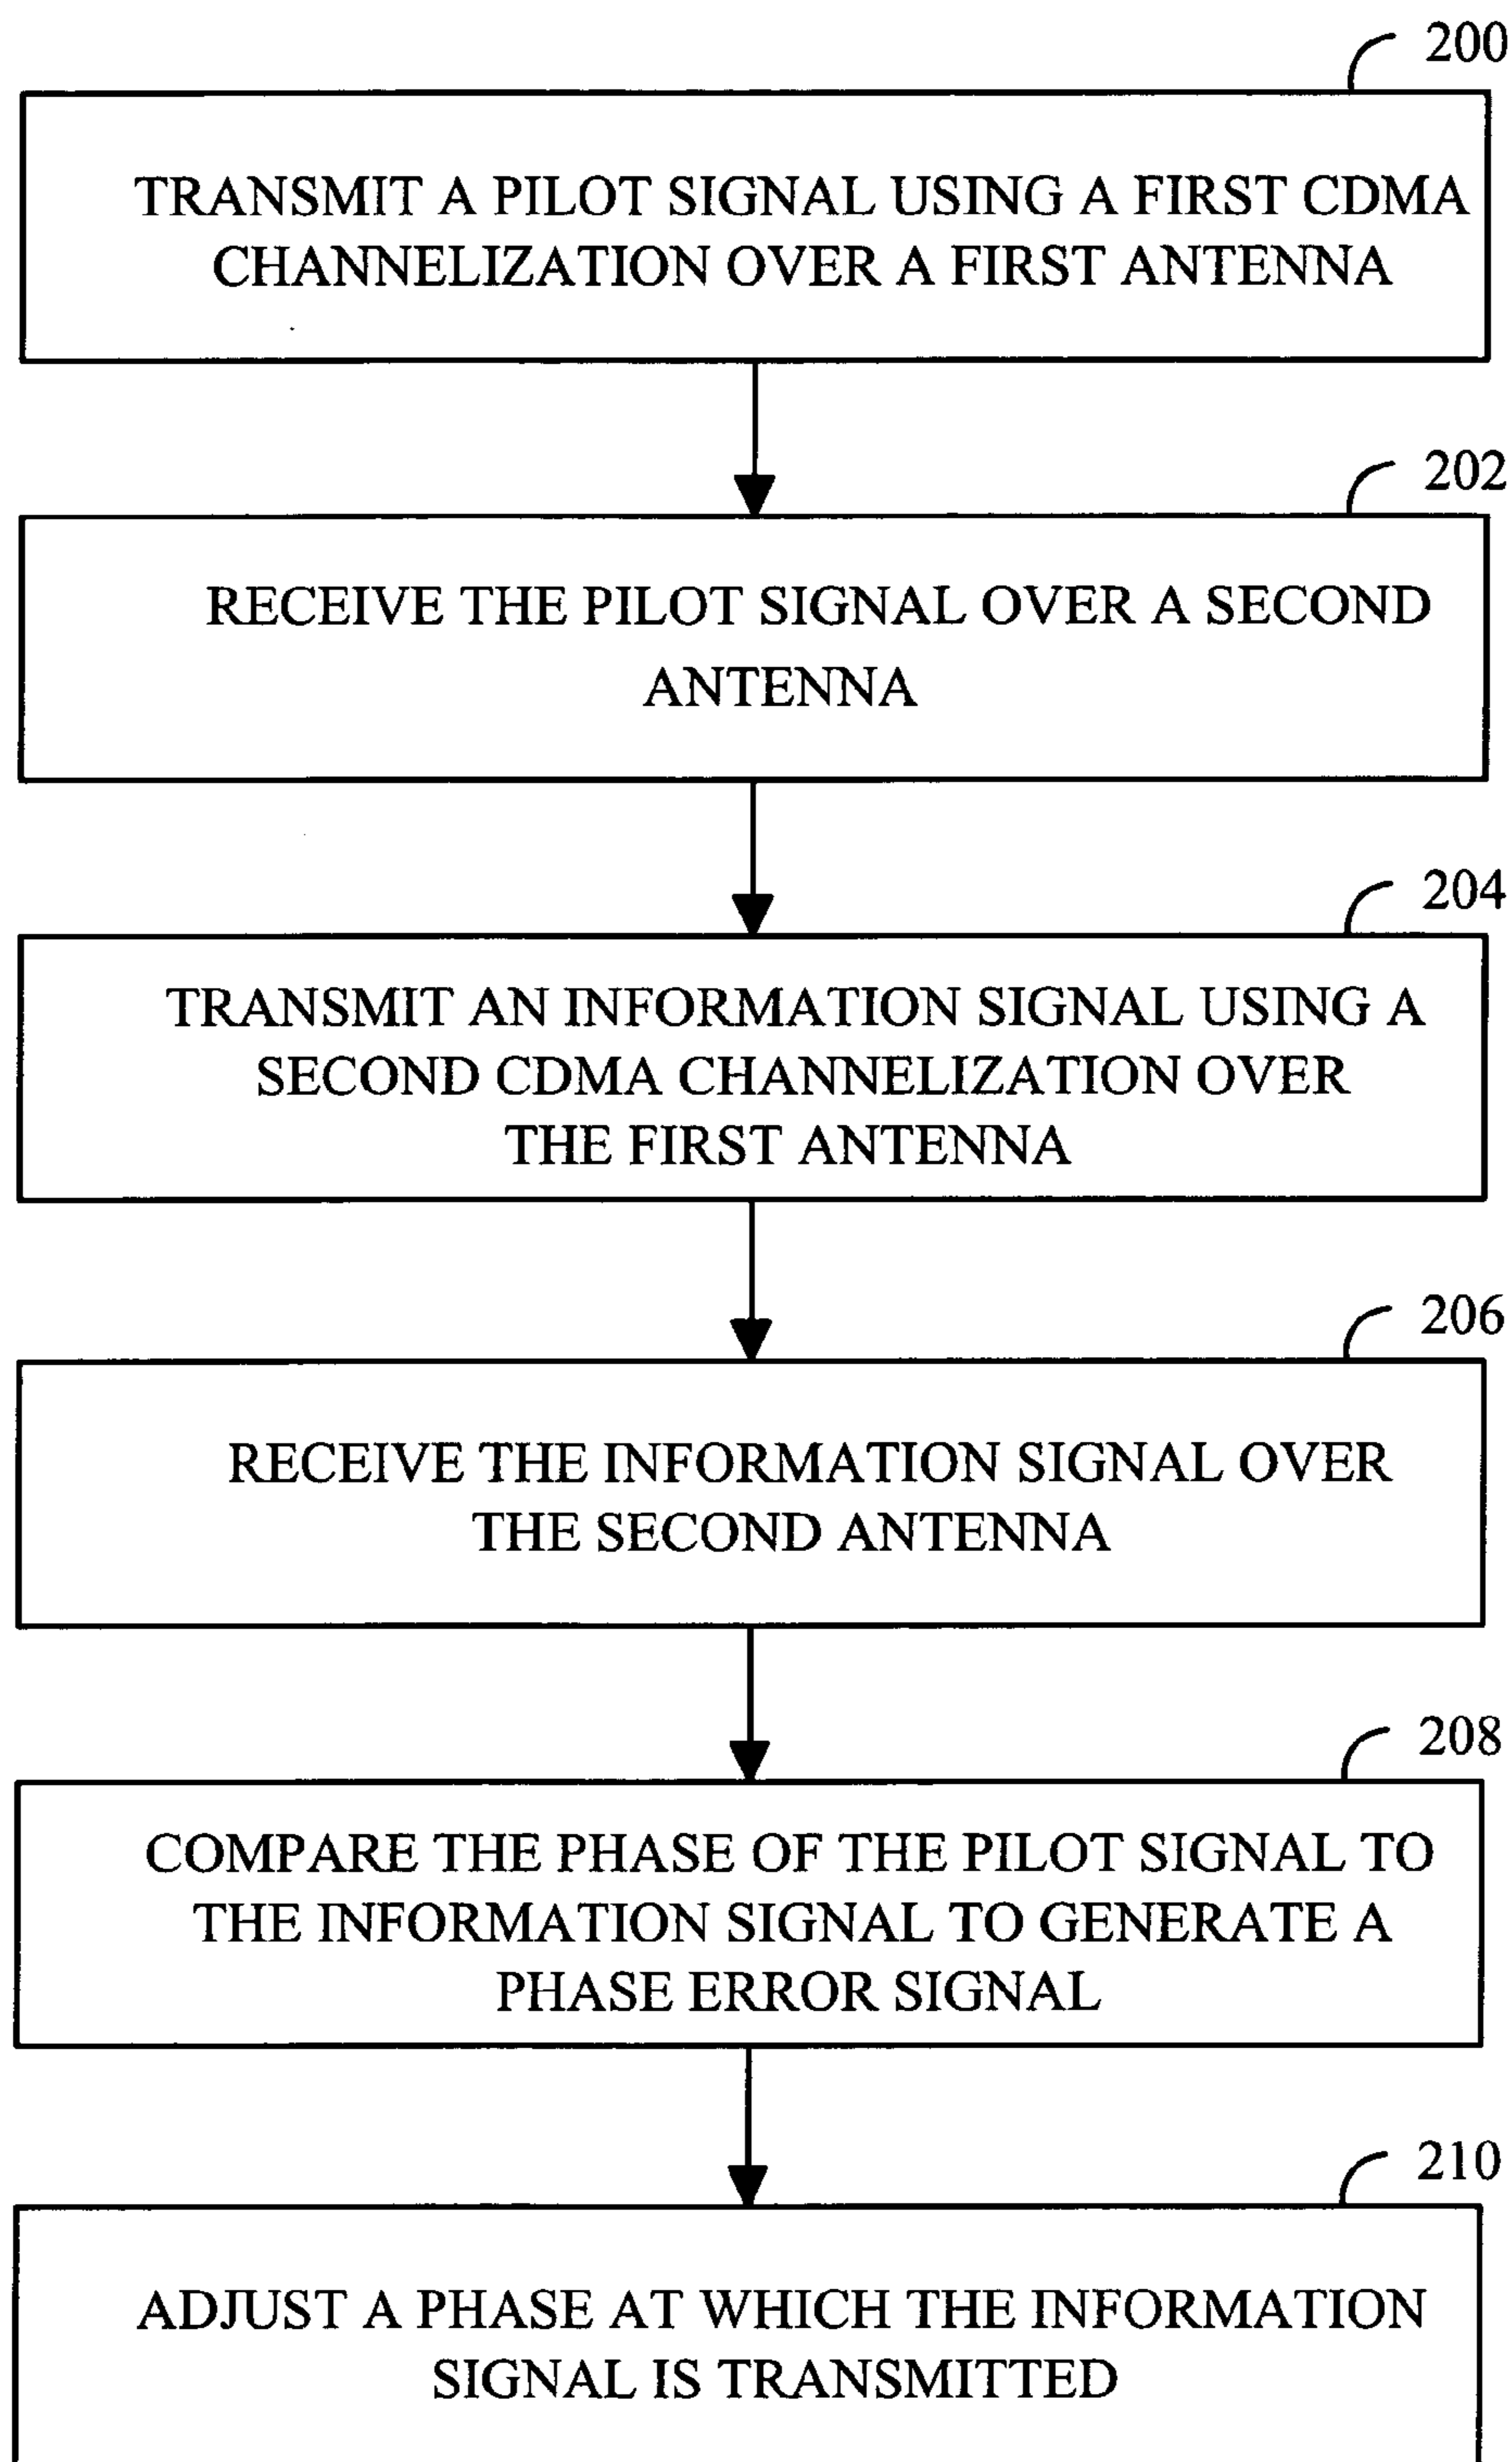 200
TRANSMIT A PILOT SIGNAL USING A FIRST CDMA
CHANNELIZATION OVER A FIRST ANTENNA
202
RECEIVE THE PILOT SIGNAL OVER A SECOND
ANTENNA
204
TRANSMIT AN INFORMATION SIGNAL USING A
SECOND CDMA CHANNELIZATION OVER
THE FIRST ANTENNA
206
RECEIVE THE INFORMATION SIGNAL OVER
THE SECOND ANTENNA
208
COMPARE THE PHASE OF THE PILOT SIGNAL TO
THE INFORMATION SIGNAL TO GENERATE A
PHASE ERROR SIGNAL
210
ADJUST A PHASE AT WHICH THE INFORMATION
SIGNAL IS TRANSMITTED